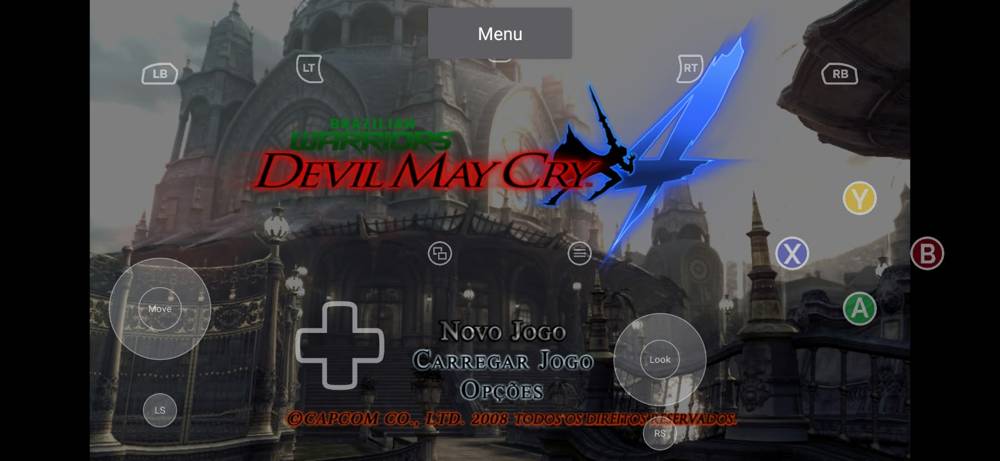 Menu
LB
LT
RT
RB
BRAZILIAN
WARRIORS
DEVIL MAY CRY 4
Y
X
B
Move
A
NOVO JOGO
CARREGAR JOGO
Look
OPÇÕES
LS
©CAPCOM CO., LTD. 2008 TODOS OS DIREITOS RESERVADOS.
RS